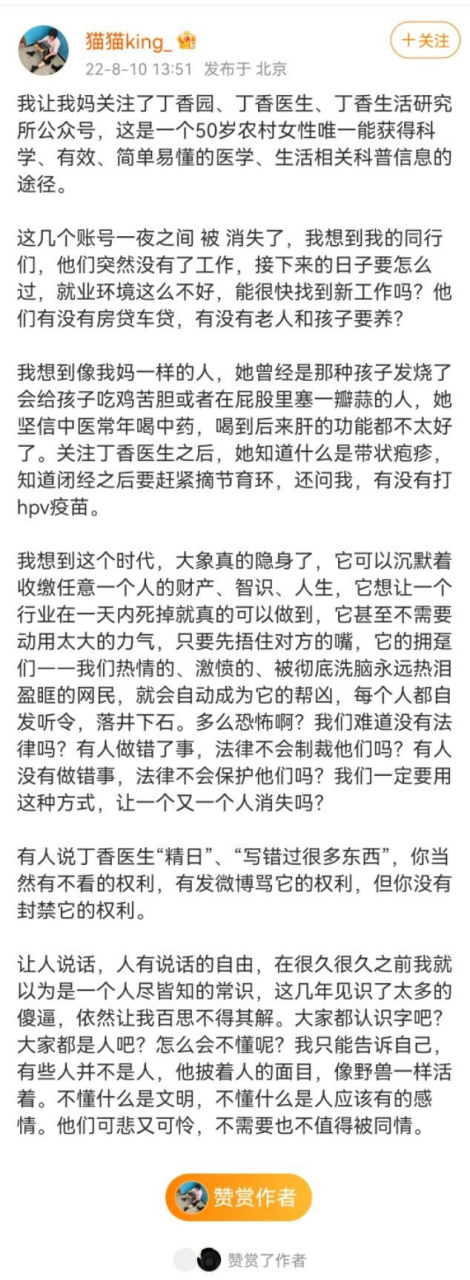 猫猫king_
+关注
22-8-10 13:51 发布于 北京
我让我妈关注了丁香园、丁香医生、丁香生活研究
所公众号，这是一个50岁农村女性唯一能获得科
学、有效、简单易懂的医学、生活相关科普信息的
途径。
这几个账号一夜之间 被 消失了，我想到我的同行
们，他们突然没有了工作，接下来的日子要怎么
过，就业环境这么不好，能很快找到新工作吗？他
们有没有房贷车贷，有没有老人和孩子要养？
我想到像我妈一样的人，她曾经是那种孩子发烧了
会给孩子吃鸡苦胆或者在屁股里塞一瓣蒜的人，她
坚信中医常年喝中药，喝到后来肝的功能都不太好
了。关注丁香医生之后，她知道什么是带状疱疹，
知道闭经之后要赶紧摘节育环，还问我，有没有打
hpv疫苗。
我想到这个时代，大象真的隐身了，它可以沉默着
收缴任意一个人的财产、智识、人生，它想让一个
行业在一天内死掉就真的可以做到，它甚至不需要
动用太大的力气，只要先捂住对方的嘴，它的拥趸
们一一我们热情的、激愤的、被彻底洗脑永远热泪
盈眶的网民，就会自动成为它的帮凶，每个人都自
发听令，落井下石。多么恐怖啊？我们难道没有法
律吗？有人做错了事，法律不会制裁他们吗？有人
没有做错事，法律不会保护他们吗？我们一定要用
这种方式，让一个又一个人消失吗？
有人说丁香医生“精日”、“写错过很多东西”，你当
然有不看的权利，有发微博骂它的权利，但你没有
封禁它的权利。
让人说话，人有说话的自由，在很久很久之前我就
以为是一个人尽皆知的常识，这几年见识了太多的
傻逼，依然让我百思不得其解。大家都认识字吧？
大家都是人吧？怎么会不懂呢？我只能告诉自己，
有些人并不是人，他披着人的面目，像野兽一样活
着。不懂什么是文明，不懂什么是人应该有的感
情。他们可悲又可怜，不需要也不值得被同情。
赞赏作者
赞赏了作者